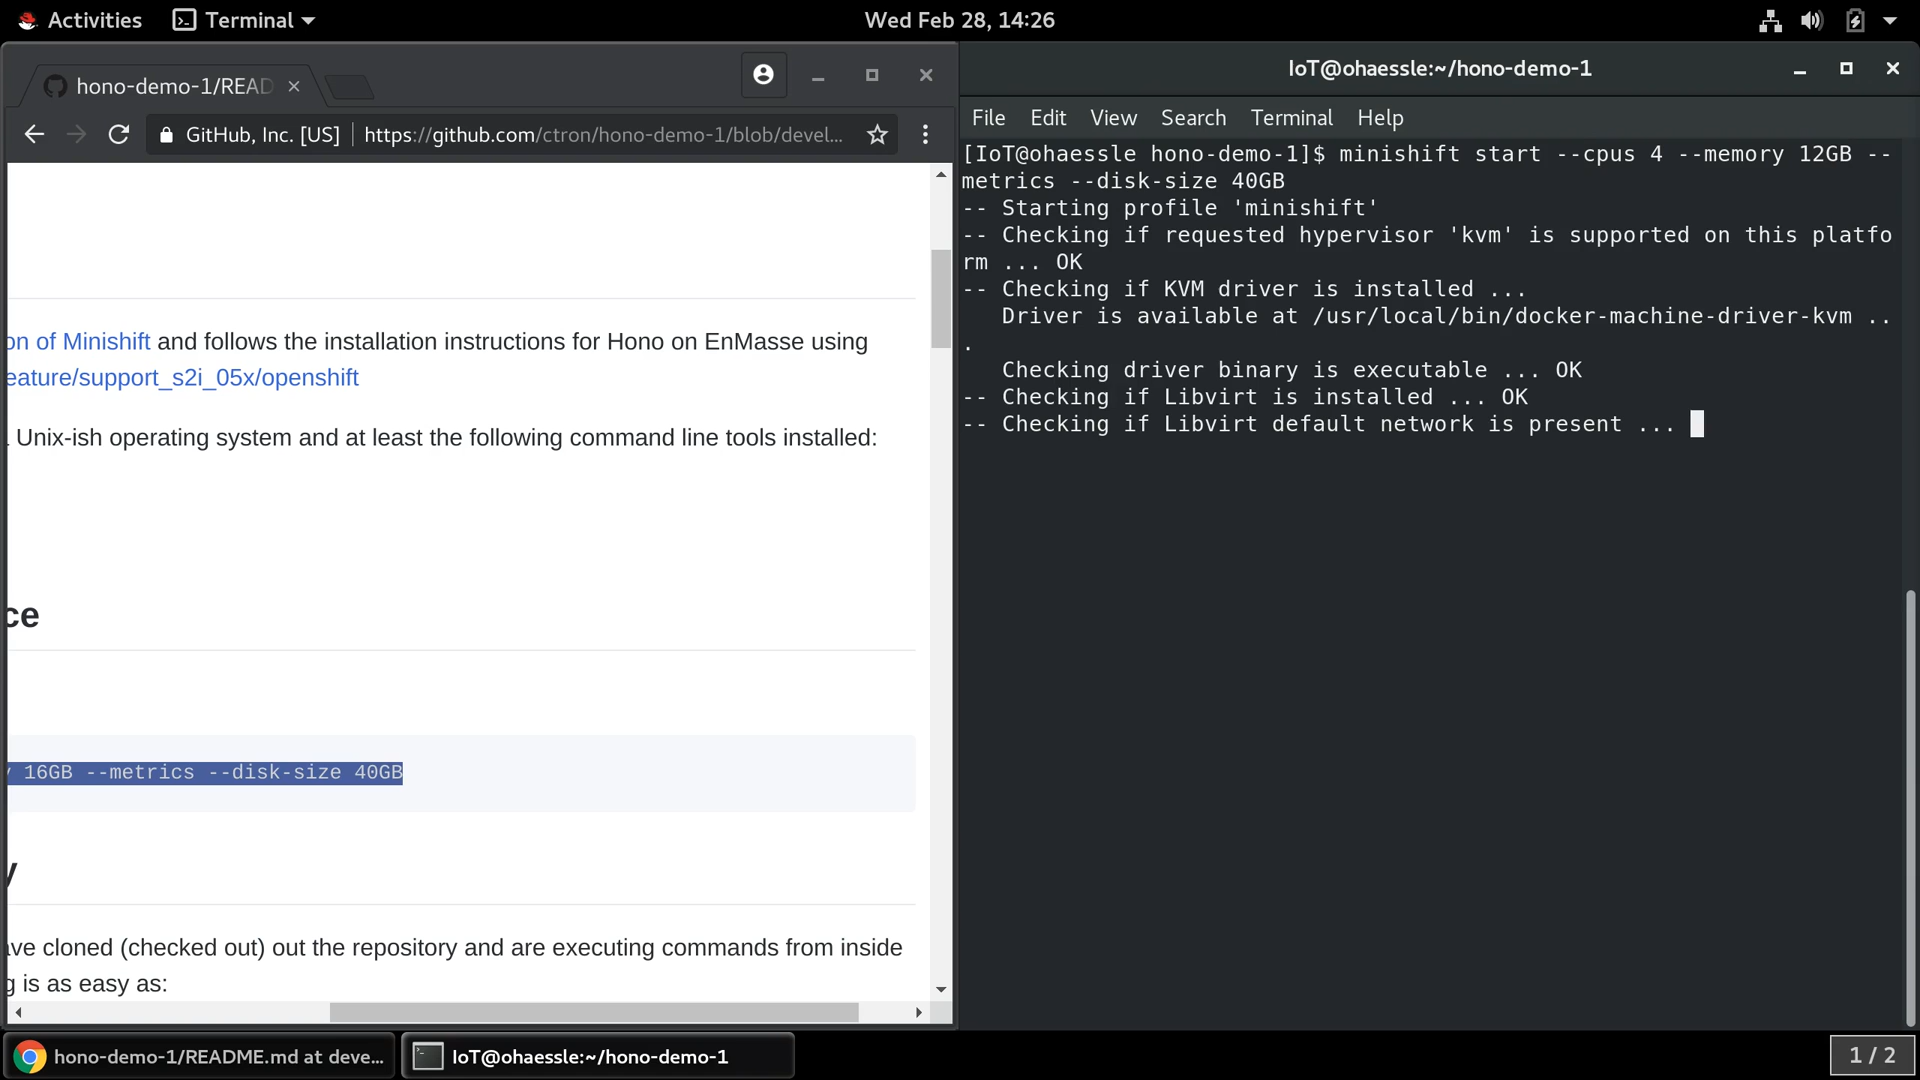 Activities
Terminal
Wed Feb 28, 14:26
hono-demo-1/READ
GitHub, Inc. [US]
https://github.com/ctron/hono-demo-1/blob/devel...
on of Minishift and follows the installation instructions for Hono on EnMasse using
eature/support_s2i_05x/openshift
Unix-ish operating system and at least the following command line tools installed:
ce
y 16GB --metrics --disk-size 40GB
y
ave cloned (checked out) out the repository and are executing commands from inside
g is as easy as:
IoT@ohaessle:~/hono-demo-1
File Edit View Search Terminal Help
[IoT@ohaessle hono-demo-1]$ minishift start --cpus 4 --memory 12GB --
metrics --disk-size 40GB
-- Starting profile 'minishift'
-- Checking if requested hypervisor 'kvm' is supported on this platfo
rm ... OK
-- Checking if KVM driver is installed ...
Driver is available at /usr/local/bin/docker-machine-driver-kvm ..
.
Checking driver binary is executable ... OK
-- Checking if Libvirt is installed ... OK
-- Checking if Libvirt default network is present ...
hono-demo-1/README.md at deve...
IoT@ohaessle:~/hono-demo-1
1 / 2